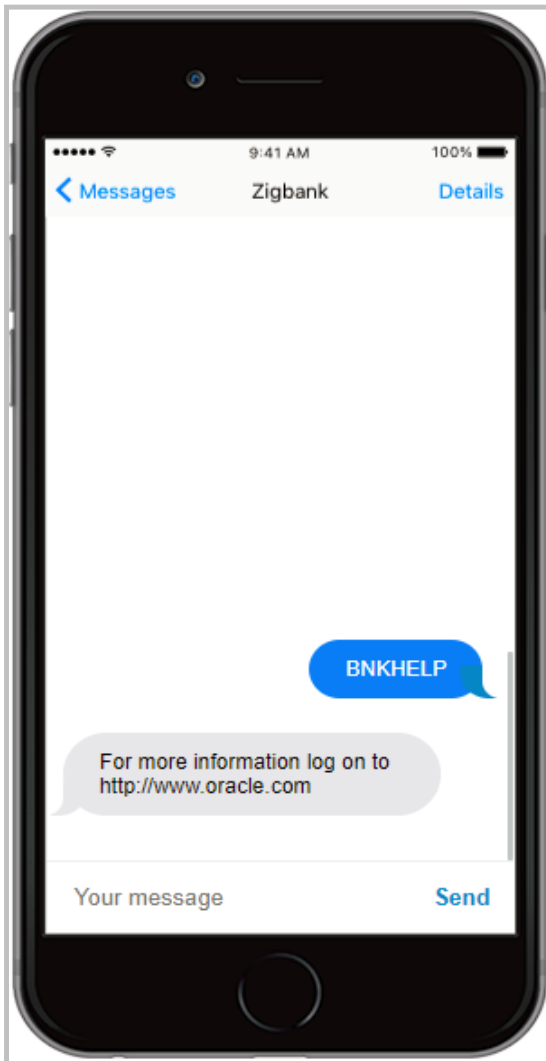 9:41 AM 100%
Messages Zigbank Details
BNKHELP
For more information log on to
http://www.oracle.com
Your message Send